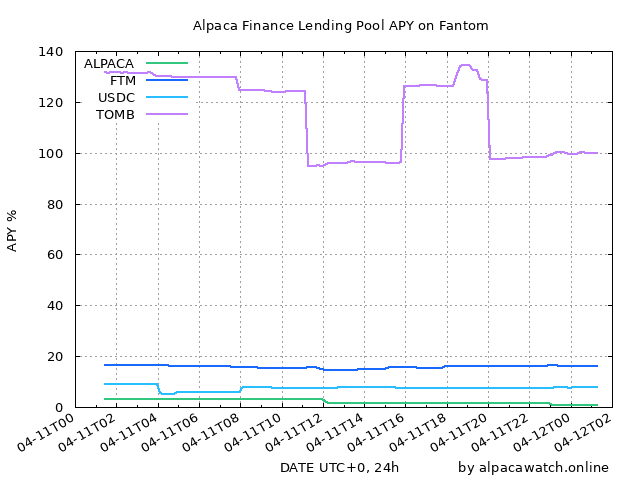 Alpaca Finance Lending Pool APY on Fantom
140
120
100
80
60
40
20
0
APY %
ALPACA
FTM
USDC
TOMB
04-11T00
04-11T02
04-11T04
04-11T06
04-11T08
04-11T10
04-11T12
04-11T14
04-11T16
04-11T18
04-11T20
04-11T22
04-12T00
04-12T02
DATE UTC+0, 24h
by alpacawatch.online